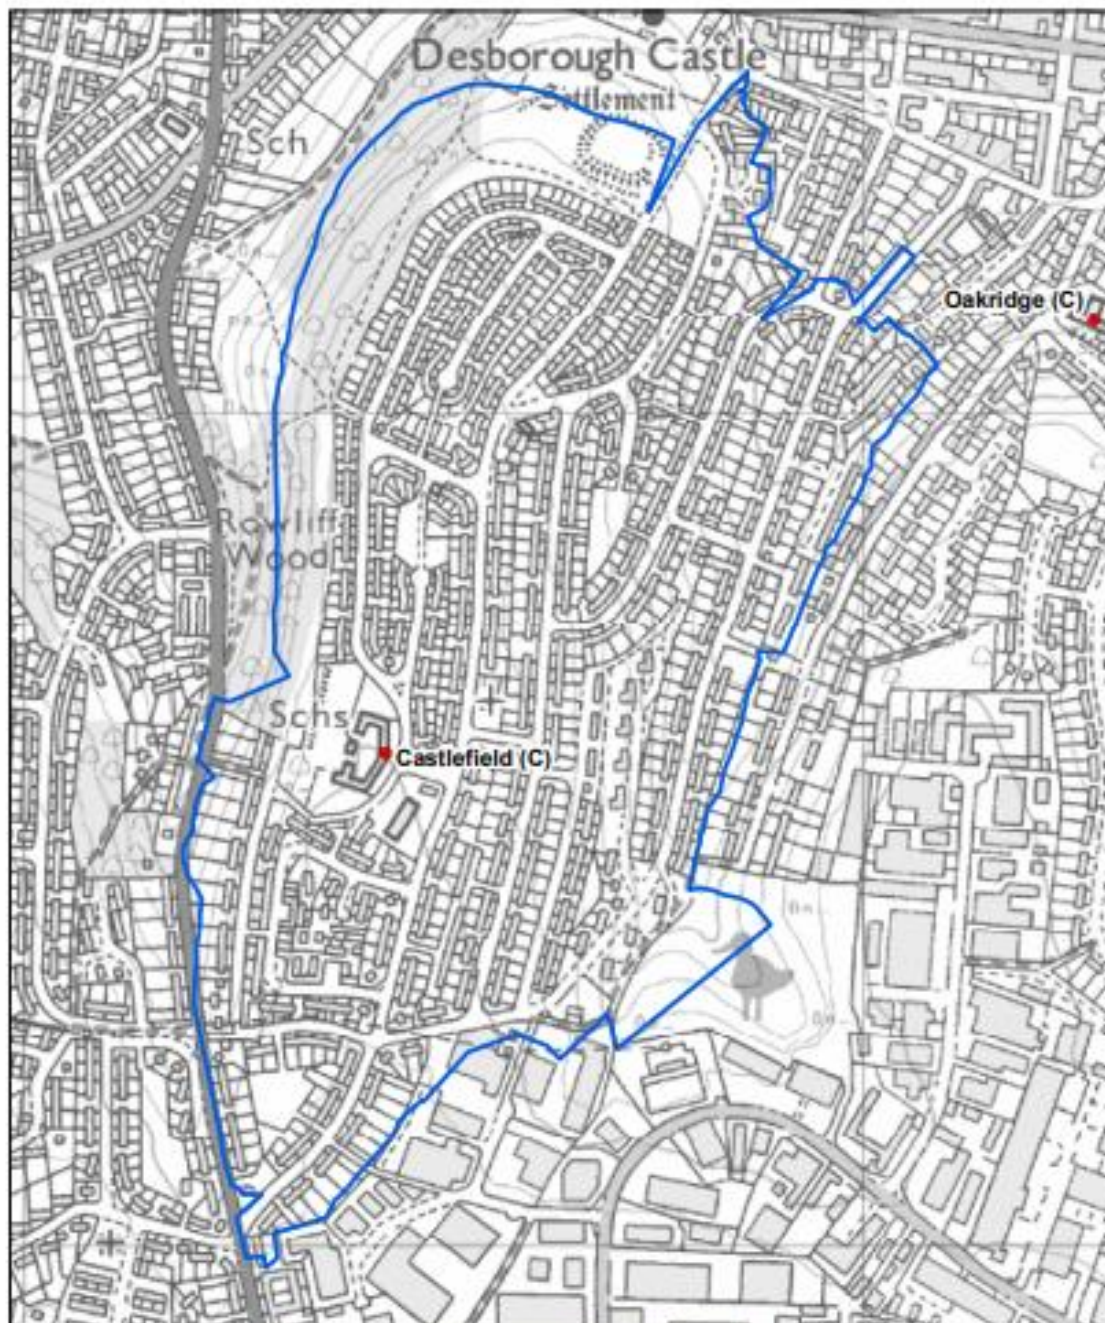 Desborough Castle
Settlement
Sch
Oakridge (C)
Rowliff
Wood
Schs
Castlefield (C)